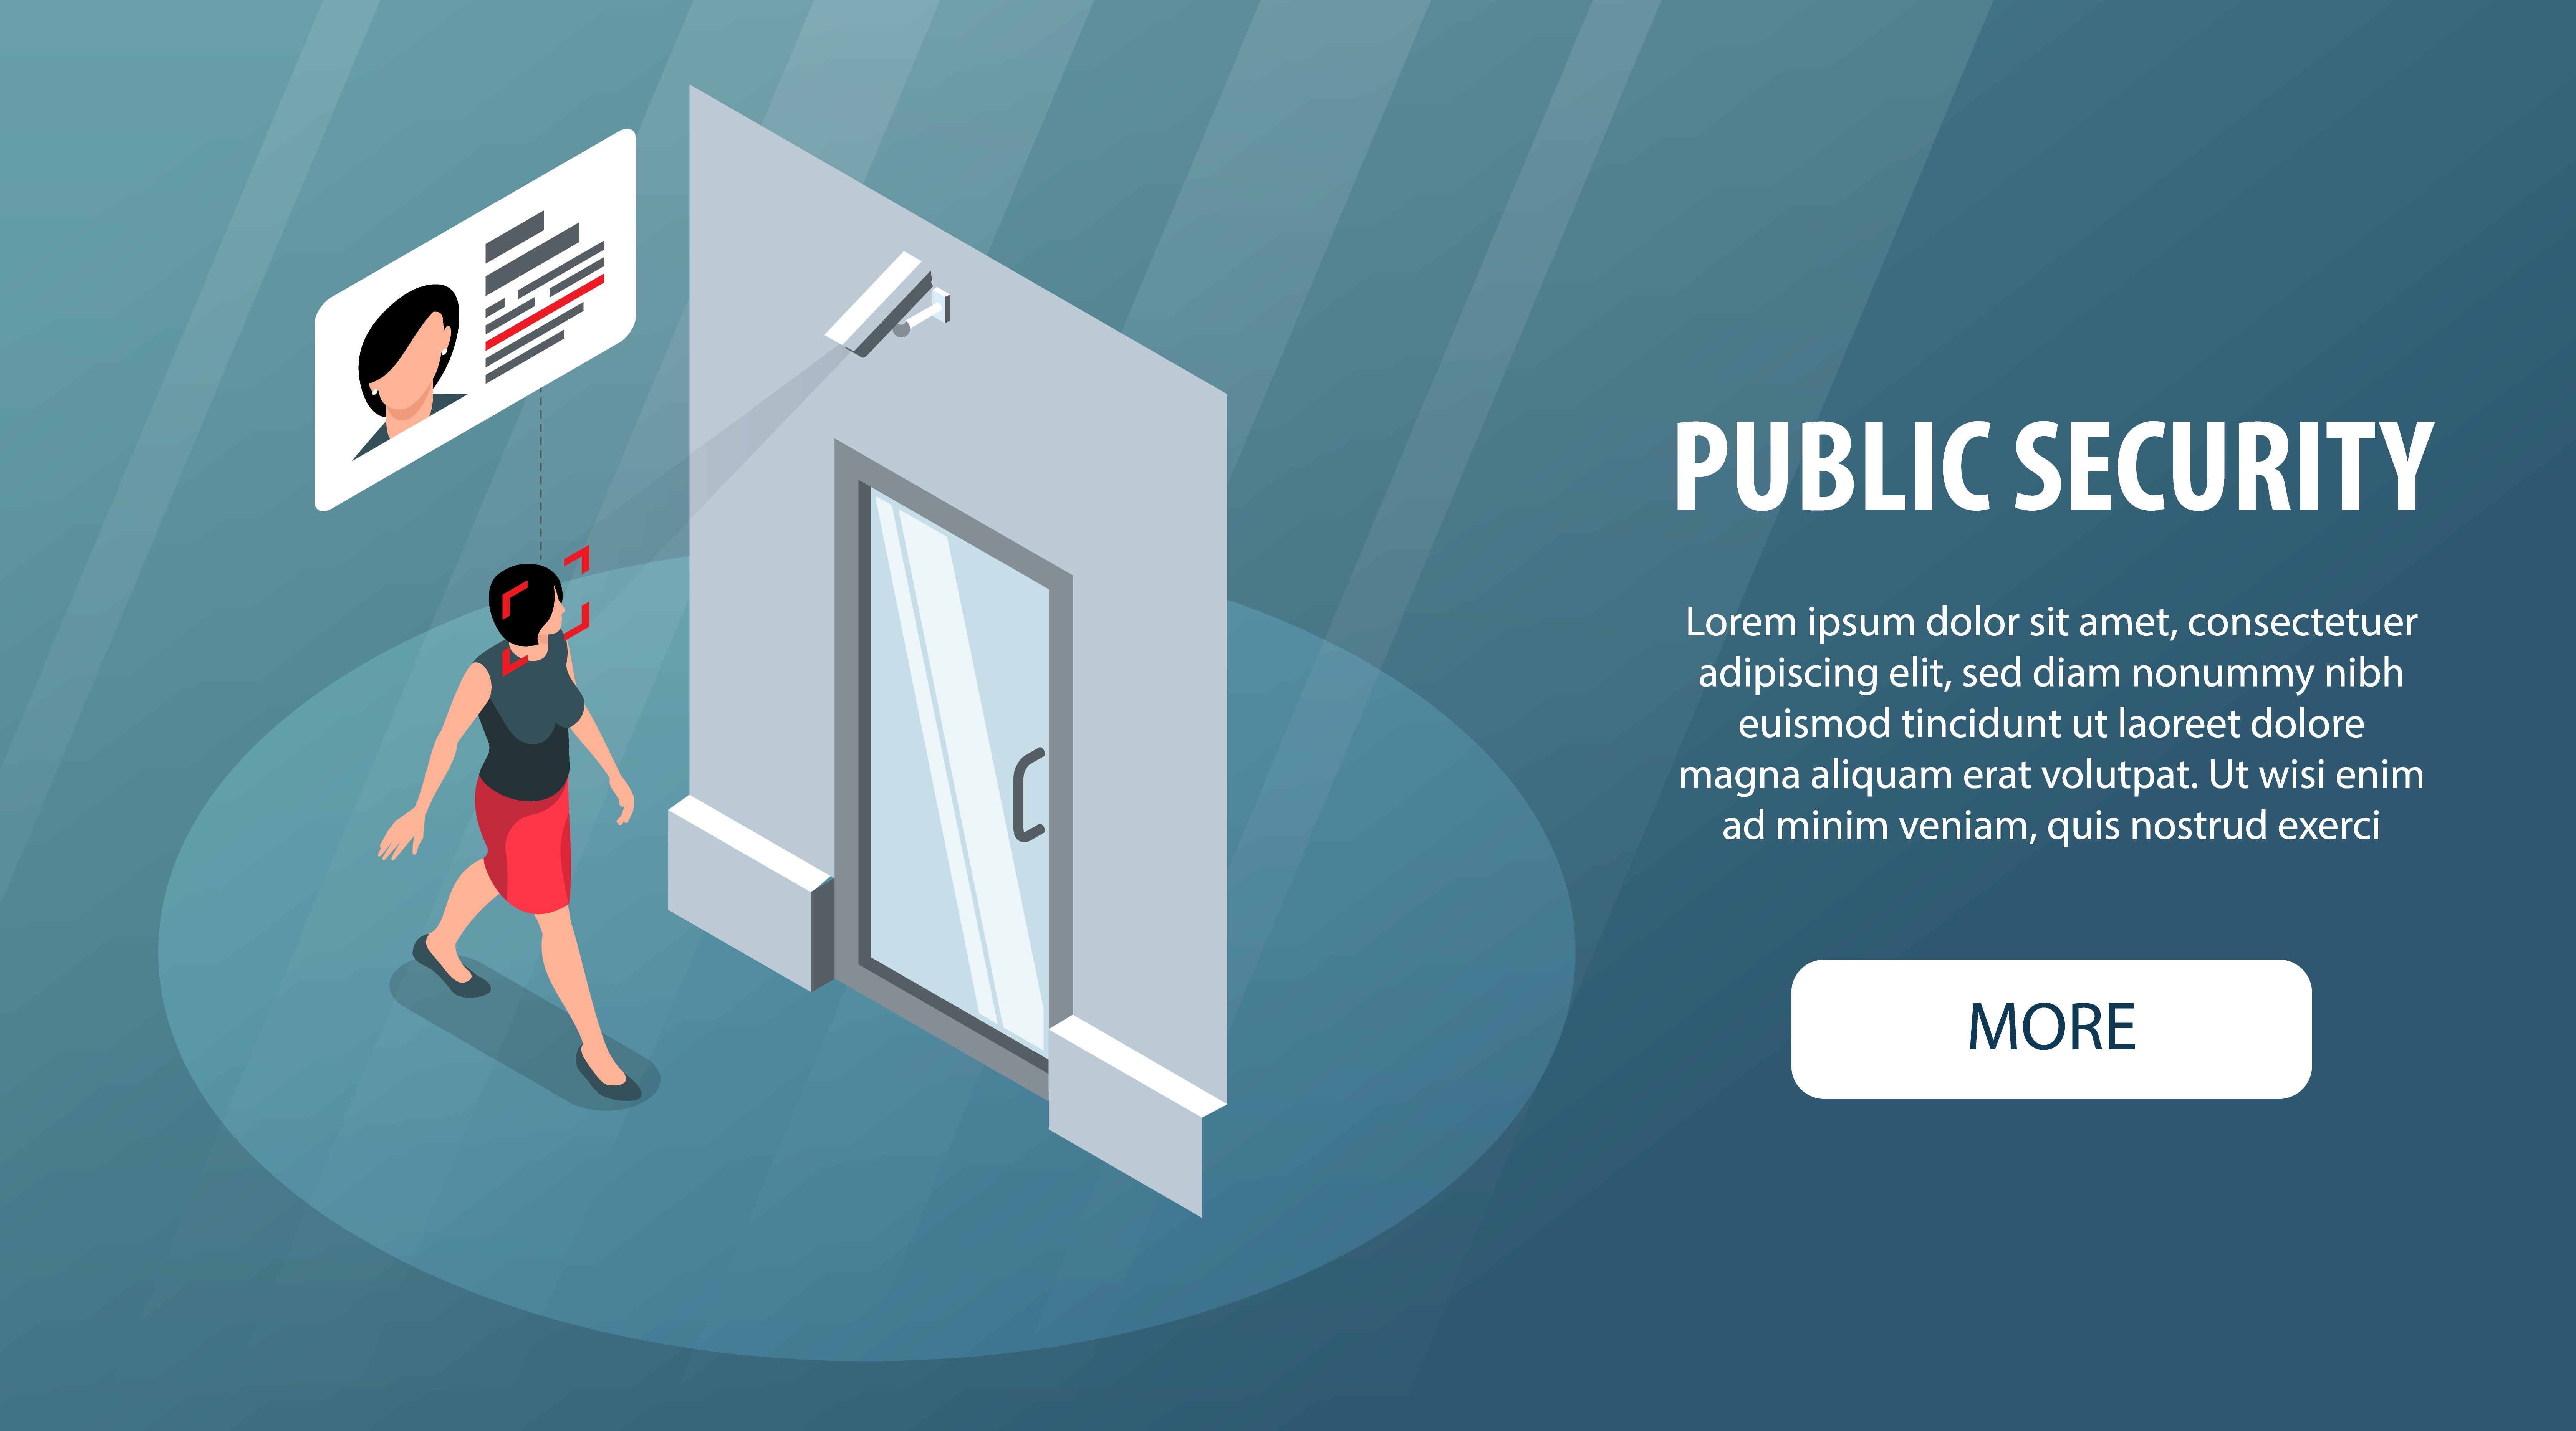 PUBLIC SECURITY
Lorem ipsum dolor sit amet, consectetuer
adipiscing elit, sed diam nonummy nibh
euismod tincidunt ut laoreet dolore
magna aliquam erat volutpat. Ut wisi enim
ad minim veniam, quis nostrud exerci
MORE